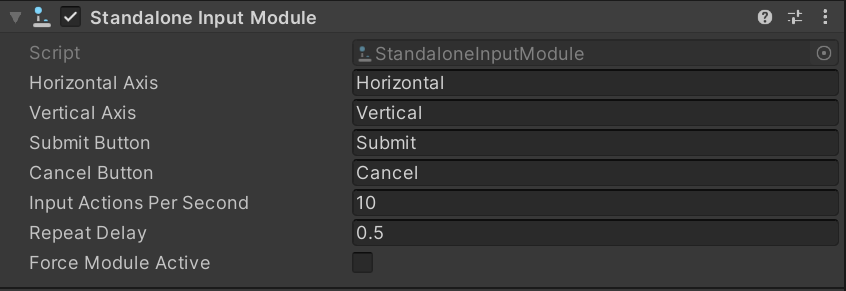 Standalone Input Module
Script StandaloneInputModule
Horizontal Axis Horizontal
Vertical Axis Vertical
Submit Button Submit
Cancel Button Cancel
Input Actions Per Second 10
Repeat Delay 0.5
Force Module Active